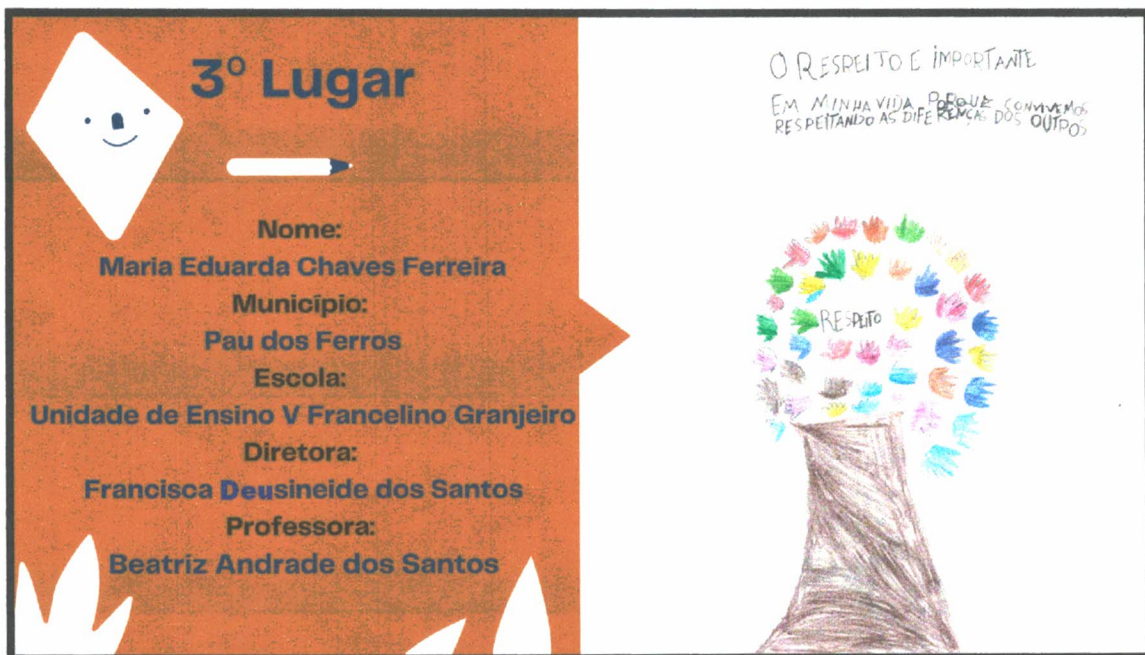 3º Lugar
Nome:
Maria Eduarda Chaves Ferreira
Município:
Pau dos Ferros
Escola:
Unidade de Ensino V Francelino Granjeiro
Diretora:
Francisca Deusineide dos Santos
Professora:
Beatriz Andrade dos Santos
O RESPEITO E IMPORTANTE
EM MINHA VIDA PORQUE CONVIVEMOS
RESPEITANDO AS DIFERENÇAS DOS OUTPOS
RESPEITO